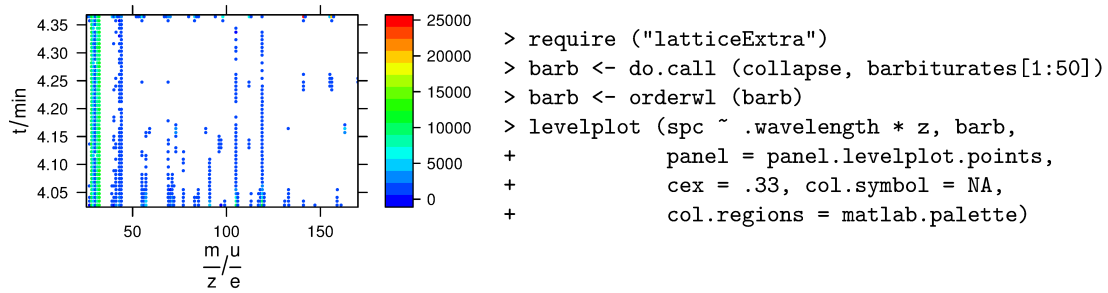 4.35
4.30
4.25
4.20
4.15
4.10
4.05
t/min
50 100 150
m/z / u/e
25000
20000
15000
10000
5000
0
> require ("latticeExtra")
> barb <- do.call (collapse, barbiturates[1:50])
> barb <- orderwl (barb)
> levelplot (spc ~ .wavelength * z, barb,
+ panel = panel.levelplot.points,
+ cex = .33, col.symbol = NA,
+ col.regions = matlab.palette)